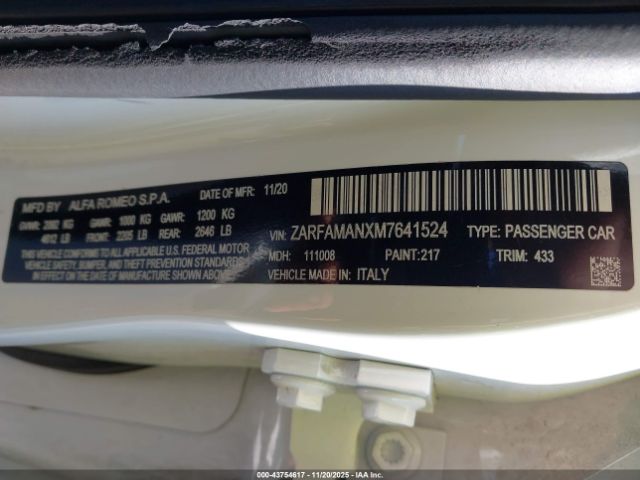 MFD BY ALFA ROMEO S.P.A. DATE OF MFR: 11/20
GVWR: 2092 KG GAWR: 1000 KG GAWR: 1200 KG
4612 LB FRONT: 2205 LB REAR: 2646 LB
THIS VEHICLE CONFORMS TO ALL APPLICABLE U.S. FEDERAL MOTOR
VEHICLE SAFETY, BUMPER, AND THEFT PREVENTION STANDARDS
IN EFFECT ON THE DATE OF MANUFACTURE SHOWN ABOVE.
VIN: ZARFAMANXM7641524 TYPE: PASSENGER CAR
MDH: 111008 PAINT: 217 TRIM: 433
VEHICLE MADE IN: ITALY
000-43754617 - 11/20/2025 - IAAI.COM